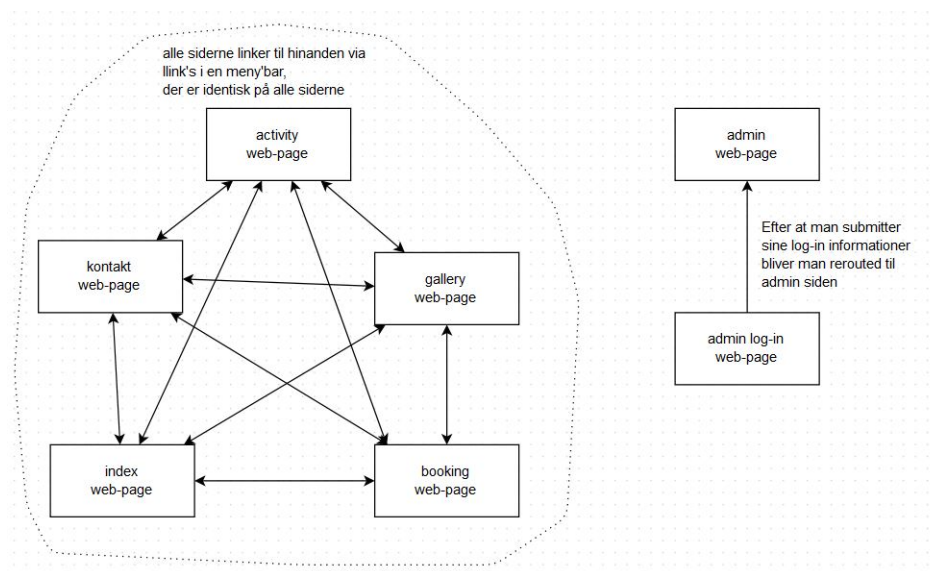 alle siderne linker til hinanden via
llink's i en meny'bar,
der er identisk på alle siderne
activity
web-page
admin
web-page
kontakt
web-page
gallery
web-page
Efter at man submitter
sine log-in informationer
bliver man rerouted til
admin siden
admin log-in
web-page
index
web-page
booking
web-page